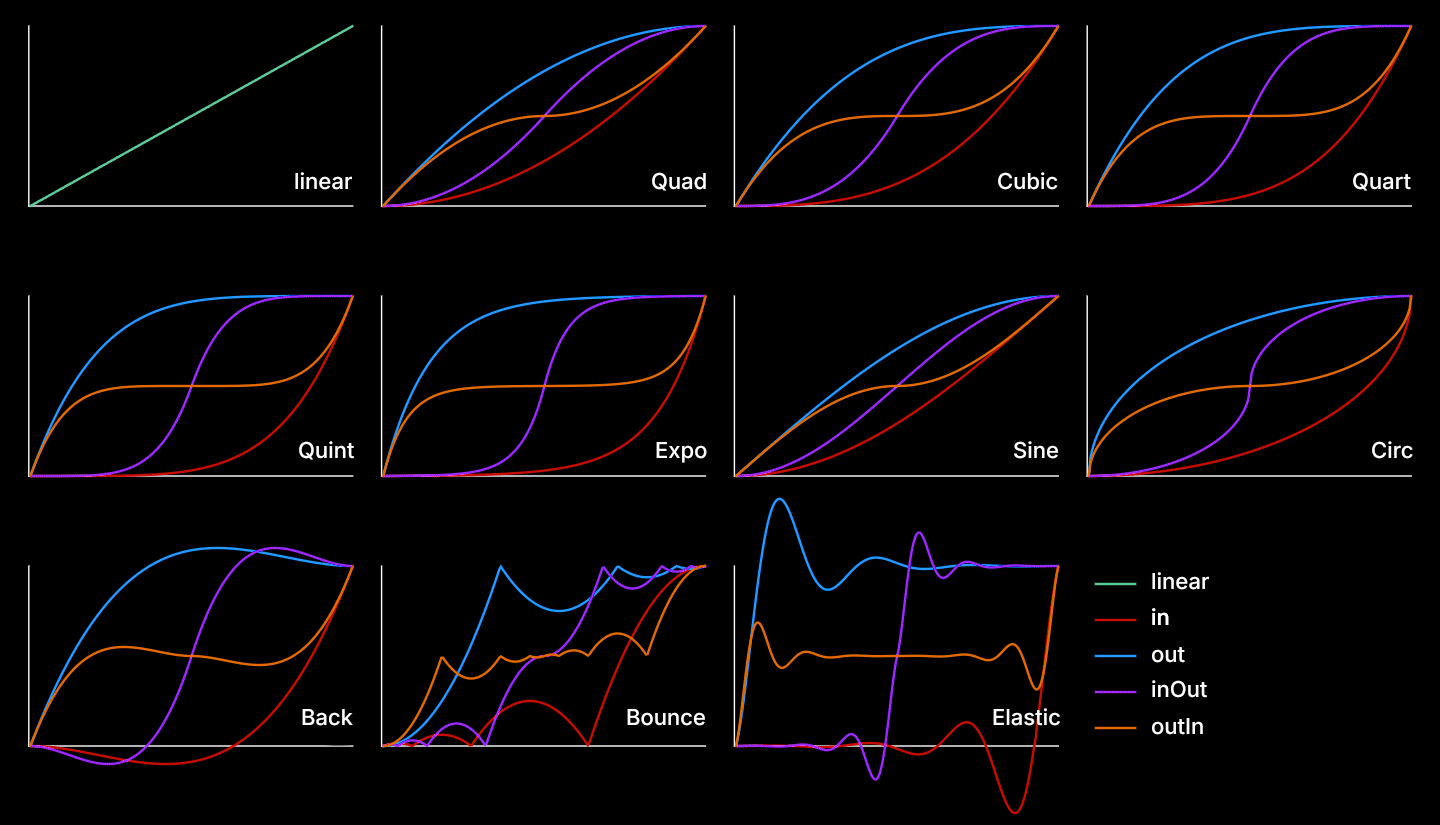 linear
Quad
Cubic
Quart
Quint
Expo
Sine
Circ
Back
Bounce
Elastic
linear
in
out
inOut
outIn